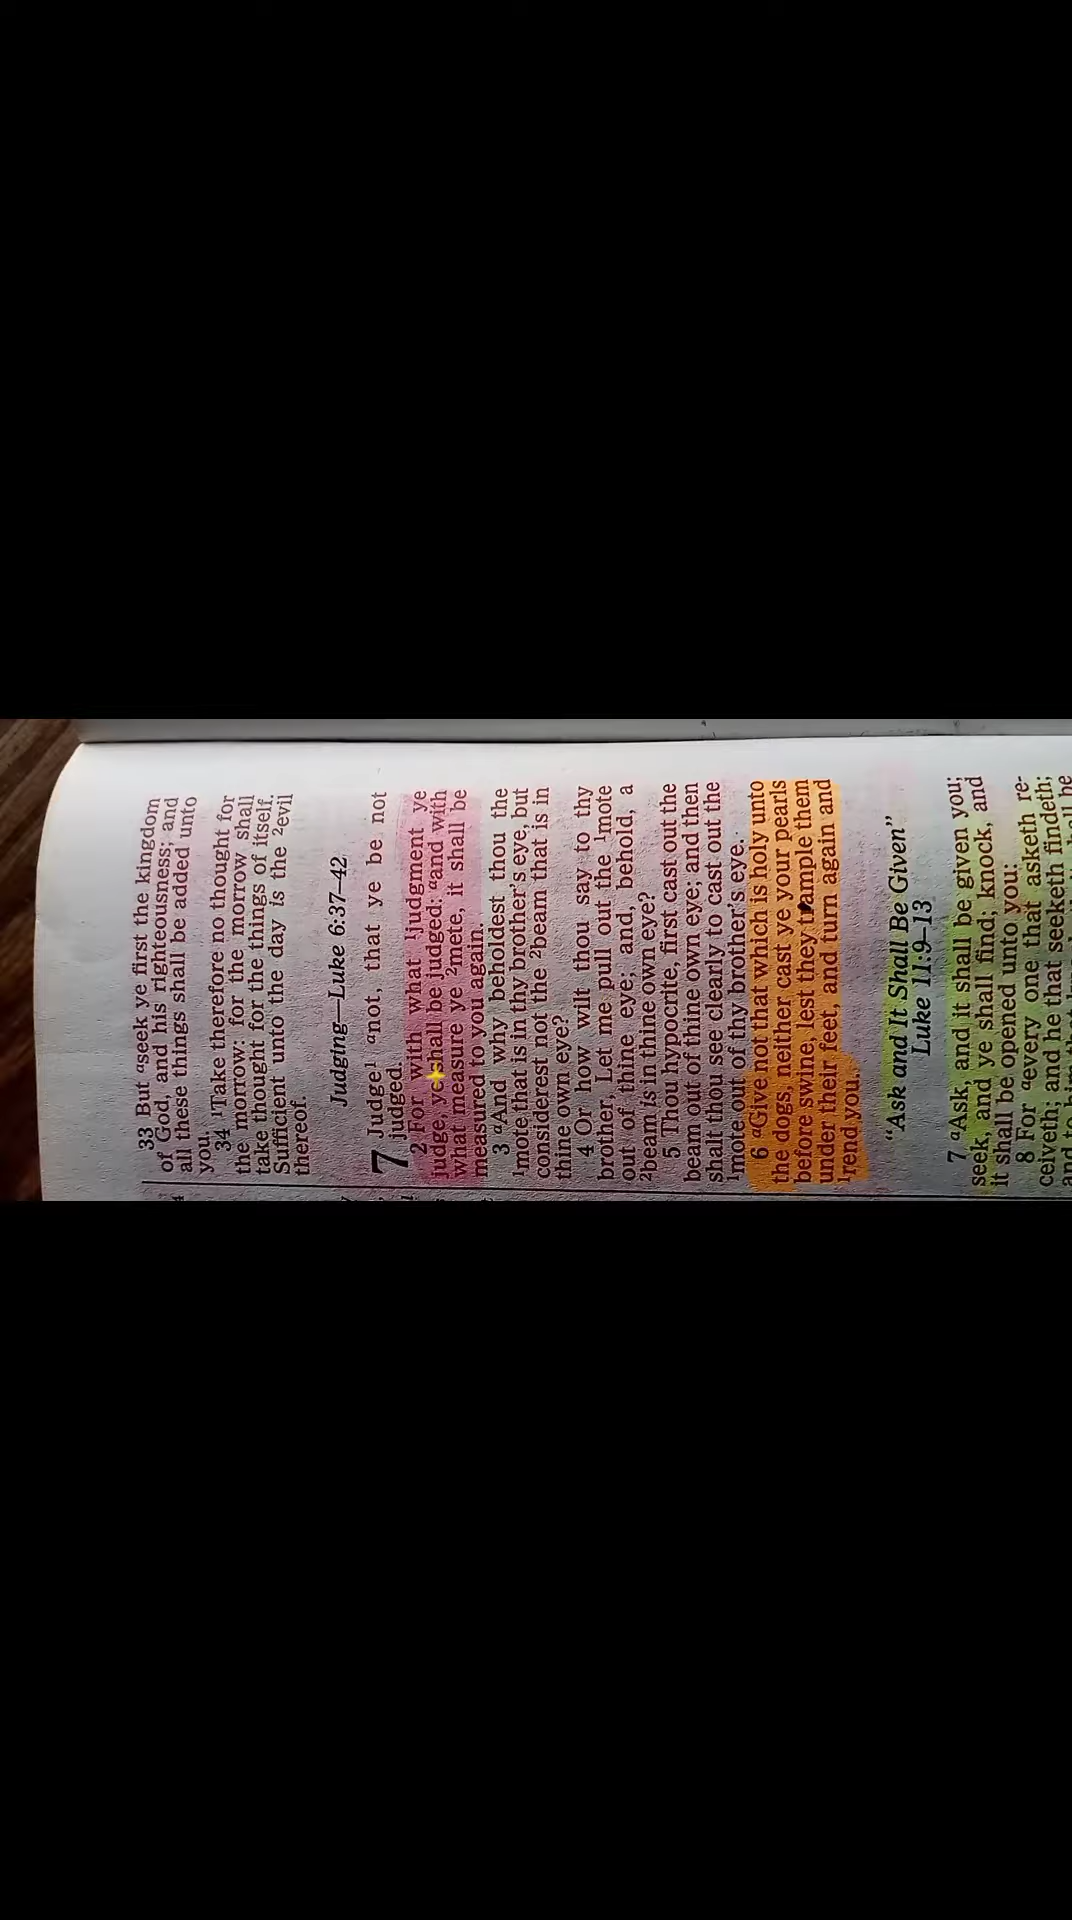 33 But ᵃseek ye first the kingdom
of God, and his righteousness; and
all these things shall be added unto
you.
34 ¹Take therefore no thought for
the morrow: for the morrow shall
take thought for the things of itself.
Sufficient unto the day is the ²evil
thereof.
Judging—Luke 6:37–42
7 Judge¹ ᵃnot, that ye be not
judged.
2 For with what ¹judgment ye
judge, ye shall be judged: ᵃand with
what measure ye ²mete, it shall be
measured to you again.
3 ᵃAnd why beholdest thou the
¹mote that is in thy brother's eye, but
considerest not the ²beam that is in
thine own eye?
4 Or how wilt thou say to thy
brother, Let me pull out the ¹mote
out of thine eye; and, behold, a
²beam is in thine own eye?
5 Thou hypocrite, first cast out the
beam out of thine own eye; and then
shalt thou see clearly to cast out the
¹mote out of thy brother's eye.
6 ᵃGive not that which is holy unto
the dogs, neither cast ye your pearls
before swine, lest they trample them
under their feet, and turn again and
¹rend you.
"Ask and It Shall Be Given"
Luke 11:9–13
7 ᵃAsk, and it shall be given you;
seek, and ye shall find; knock, and
it shall be opened unto you:
8 For ᵃevery one that asketh re-
ceiveth; and he that seeketh findeth;
and to him that